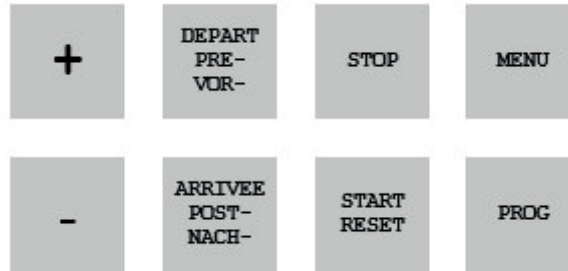 +
DEPART
PRE-
VOR-
STOP
MENU
-
ARRIVEE
POST-
NACH-
START
RESET
PROG